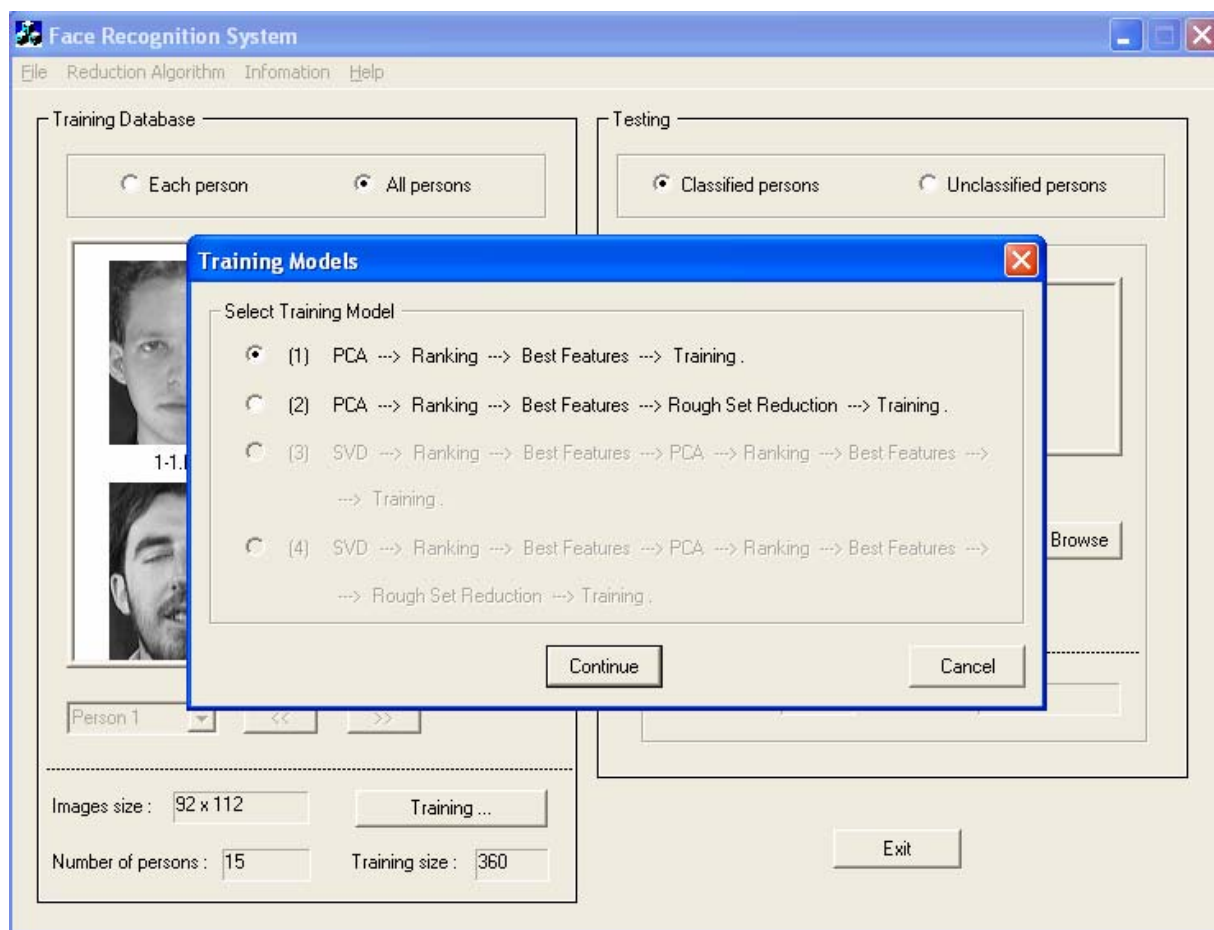 Face Recognition System
File Reduction Algorithm Infomation Help
Training Database
Each person All persons
Testing
Classified persons Unclassified persons
Training Models
Select Training Model
(1) PCA ---> Ranking ---> Best Features ---> Training .
(2) PCA ---> Ranking ---> Best Features ---> Rough Set Reduction ---> Training .
(3) SVD ---> Ranking ---> Best Features ---> PCA ---> Ranking ---> Best Features --->
---> Training .
(4) SVD ---> Ranking ---> Best Features ---> PCA ---> Ranking ---> Best Features --->
---> Rough Set Reduction ---> Training .
Continue Cancel
1-1.
Browse
Person 1 << >>
Images size : 92 x 112 Training ...
Number of persons : 15 Training size : 360
Exit